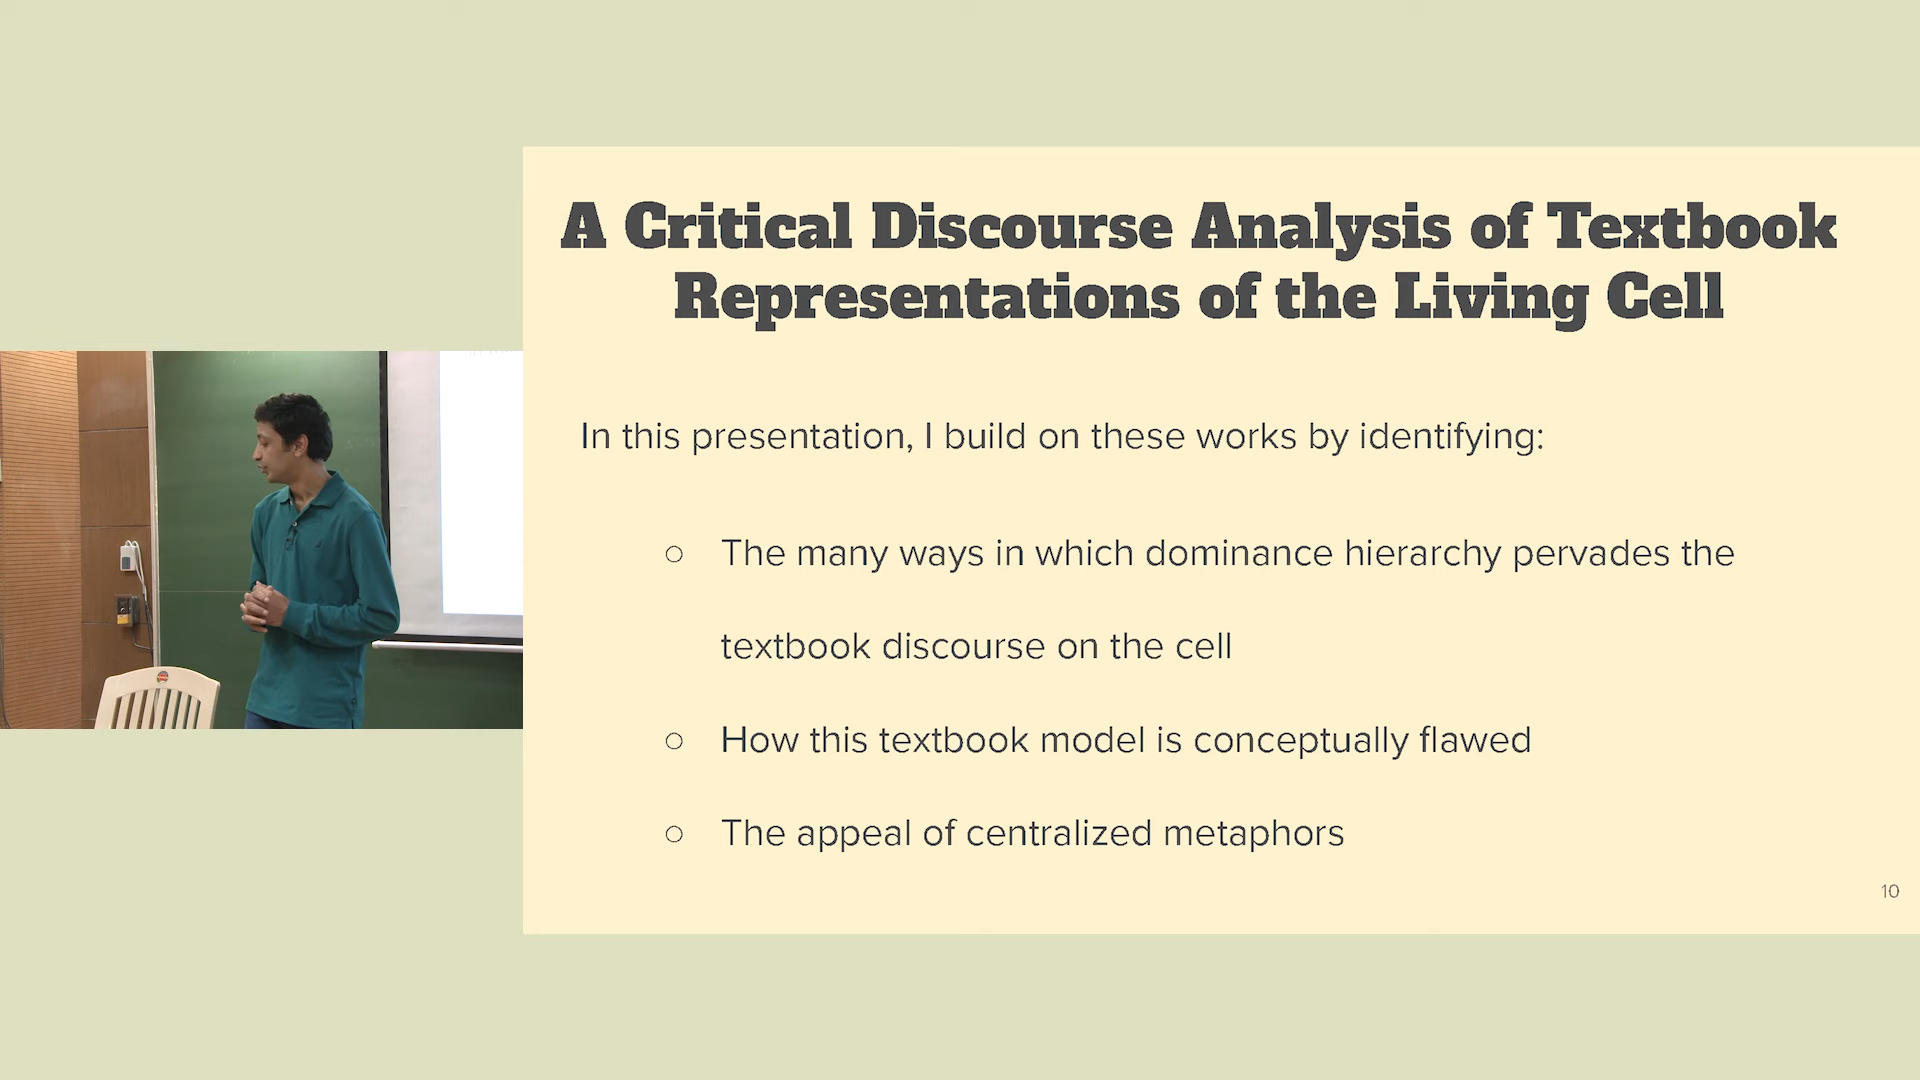 A Critical Discourse Analysis of Textbook
Representations of the Living Cell
In this presentation, I build on these works by identifying:
○ The many ways in which dominance hierarchy pervades the
textbook discourse on the cell
○ How this textbook model is conceptually flawed
○ The appeal of centralized metaphors
10